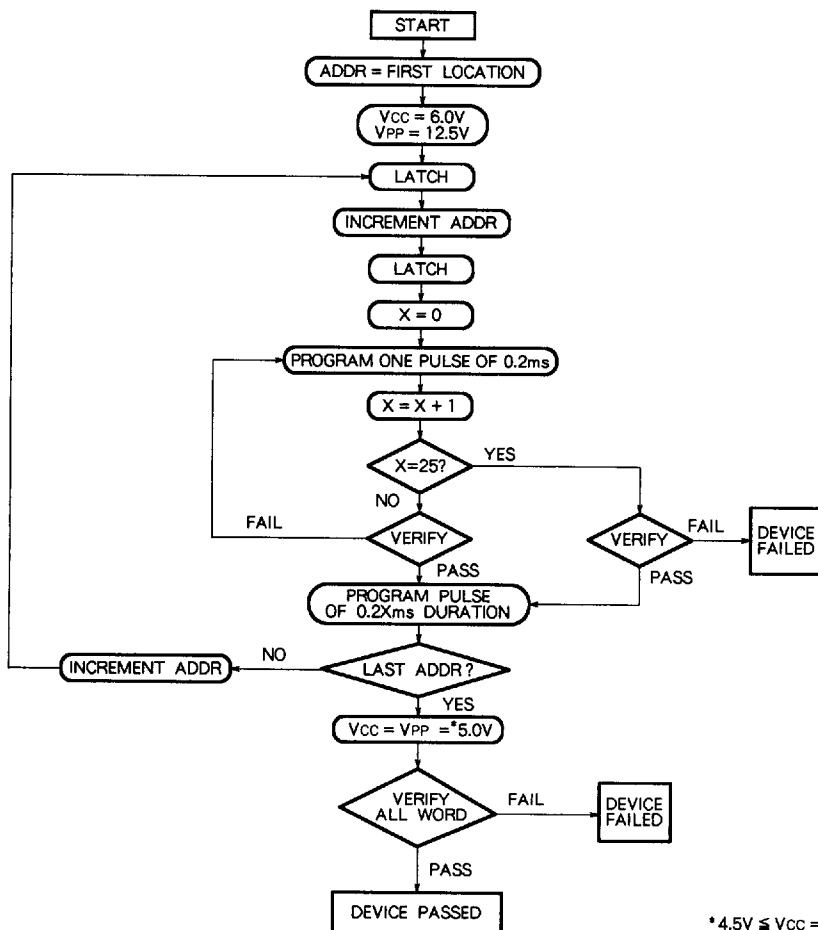 START
ADDR = FIRST LOCATION
VCC = 6.0V
VPP = 12.5V
LATCH
INCREMENT ADDR
LATCH
X = 0
PROGRAM ONE PULSE OF 0.2ms
X = X + 1
X=25?
YES
NO
FAIL
VERIFY
VERIFY
FAIL
DEVICE
FAILED
PASS
PASS
PROGRAM PULSE
OF 0.2Xms DURATION
INCREMENT ADDR
NO
LAST ADDR?
YES
VCC = VPP = *5.0V
VERIFY
ALL WORD
FAIL
DEVICE
FAILED
PASS
DEVICE PASSED
* 4.5V ≦ VCC =